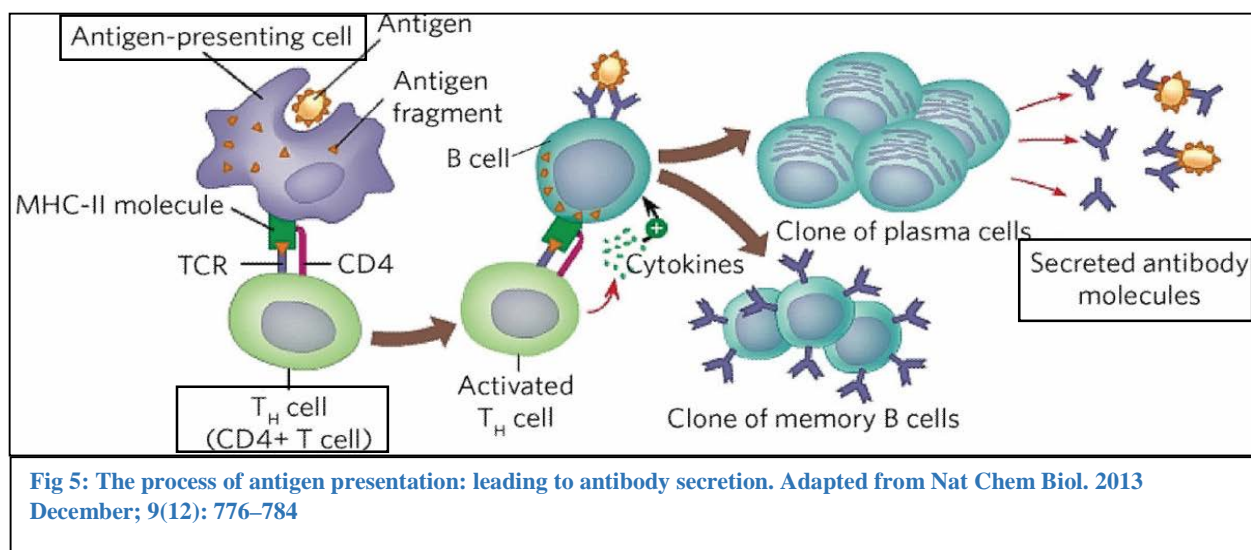 Antigen-presenting cell
Antigen
Antigen
fragment
MHC-II molecule
TCR
CD4
T_H cell
(CD4+ T cell)
B cell
Cytokines
+
Activated
T_H cell
Clone of plasma cells
Clone of memory B cells
Secreted antibody
molecules
Fig 5: The process of antigen presentation: leading to antibody secretion. Adapted from Nat Chem Biol. 2013
December; 9(12): 776–784